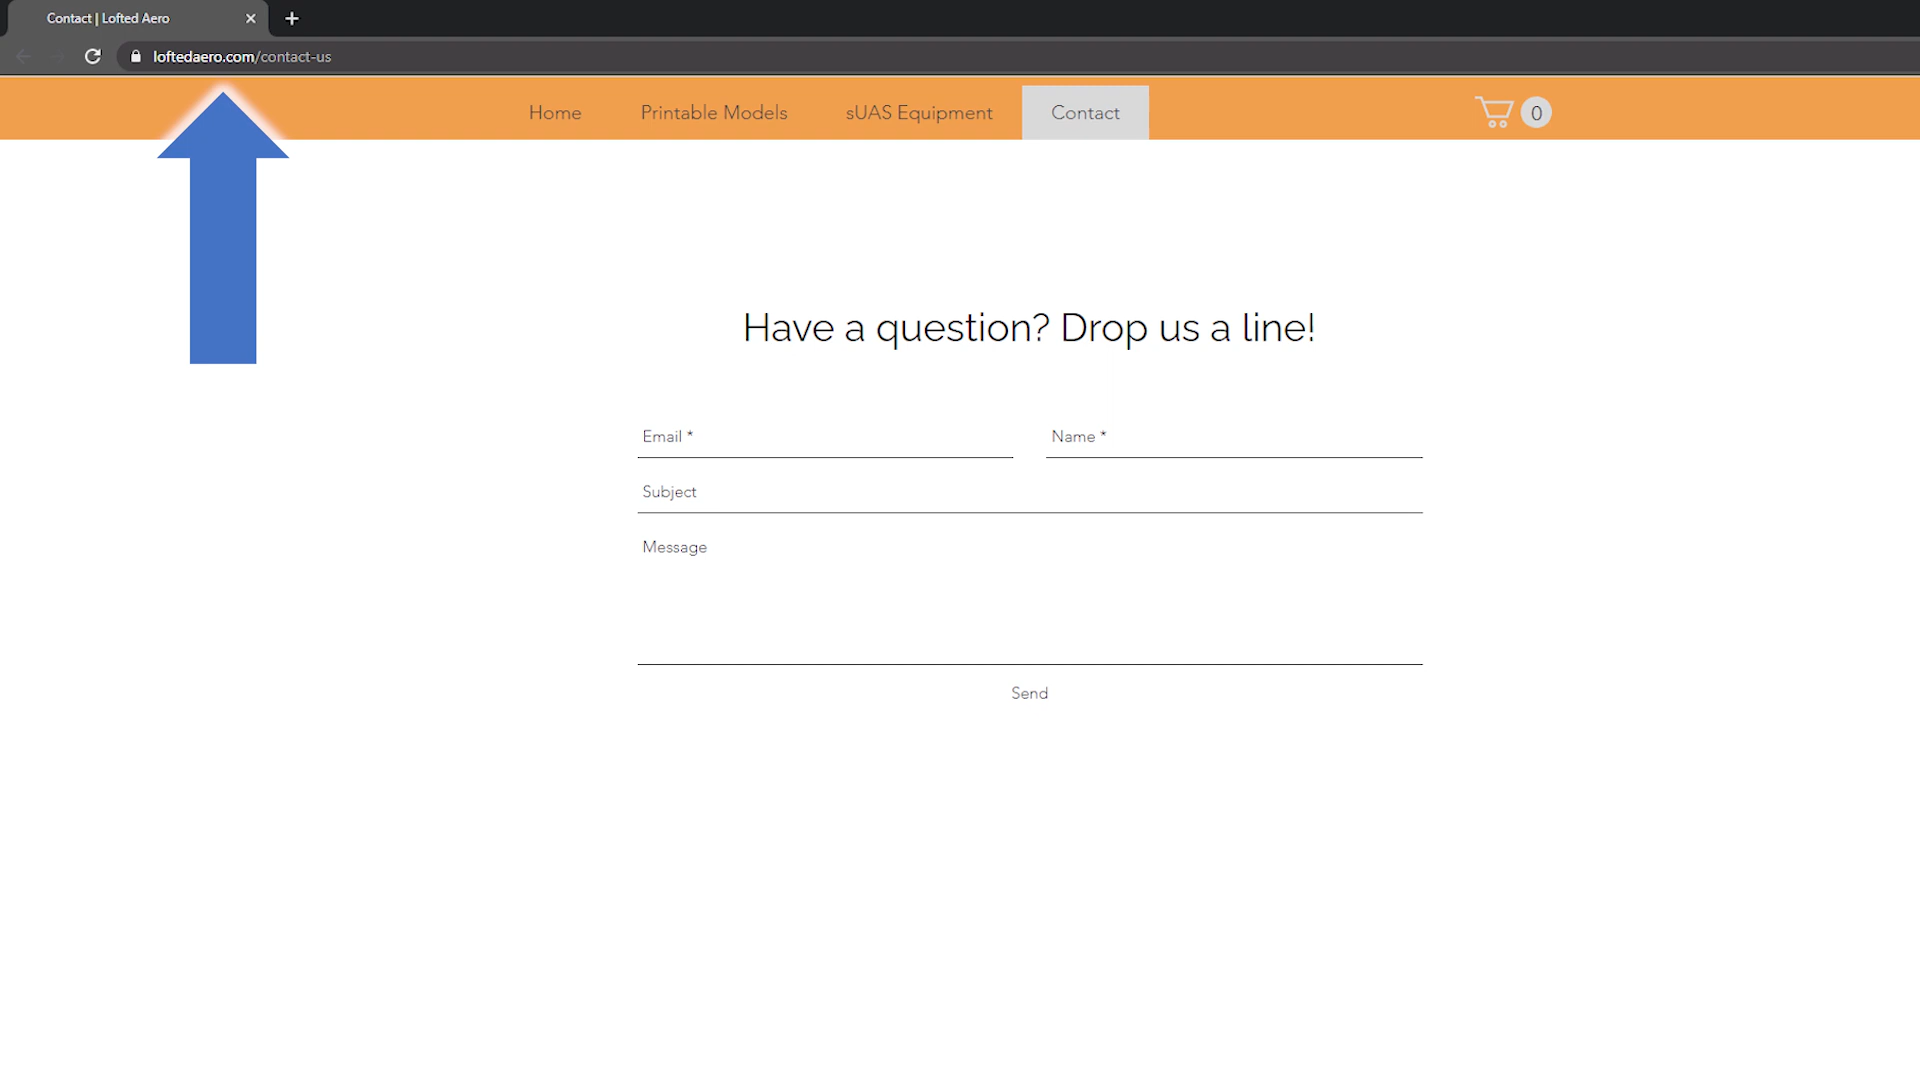 Contact | Lofted Aero
loftedaero.com/contact-us
Home Printable Models sUAS Equipment Contact 0
Have a question? Drop us a line!
Email * Name *
Subject
Message
Send